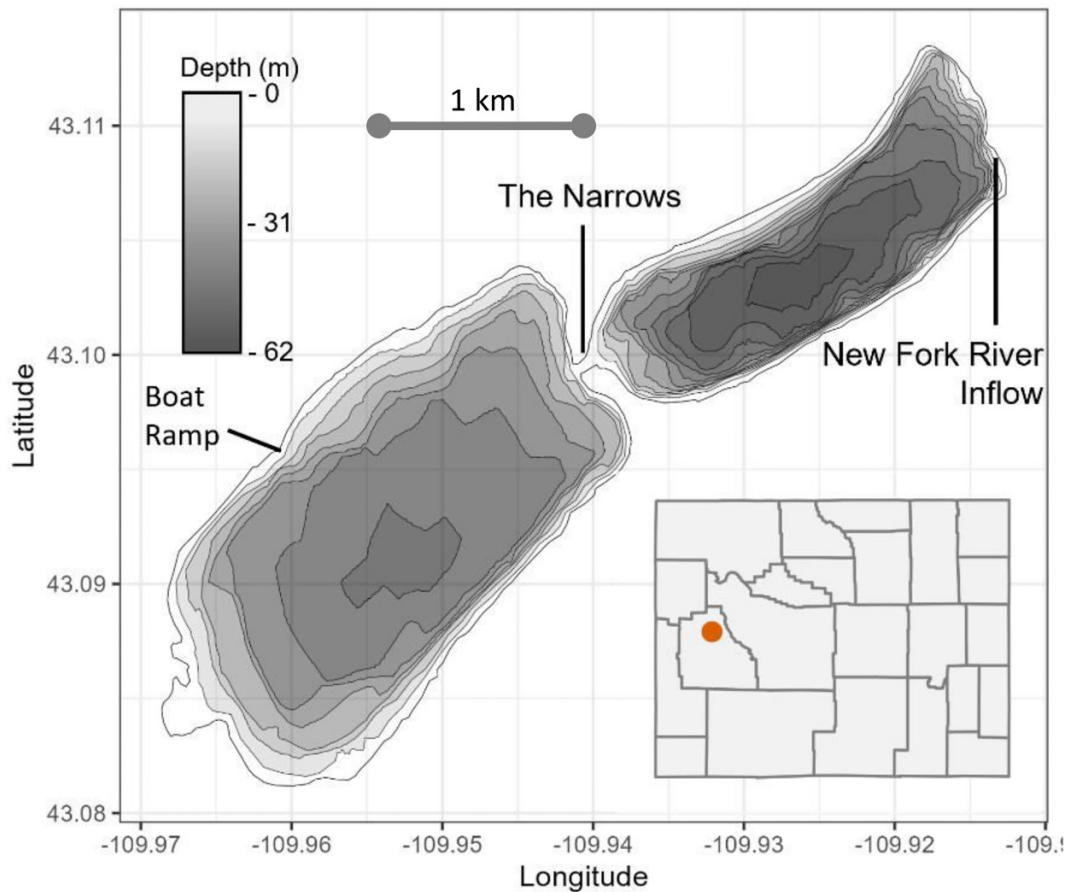 Depth (m)
- 0
- 31
- 62
1 km
The Narrows
New Fork River
Inflow
Boat
Ramp
Latitude
43.11
43.10
43.09
43.08
-109.97
-109.96
-109.95
-109.94
-109.93
-109.92
Longitude